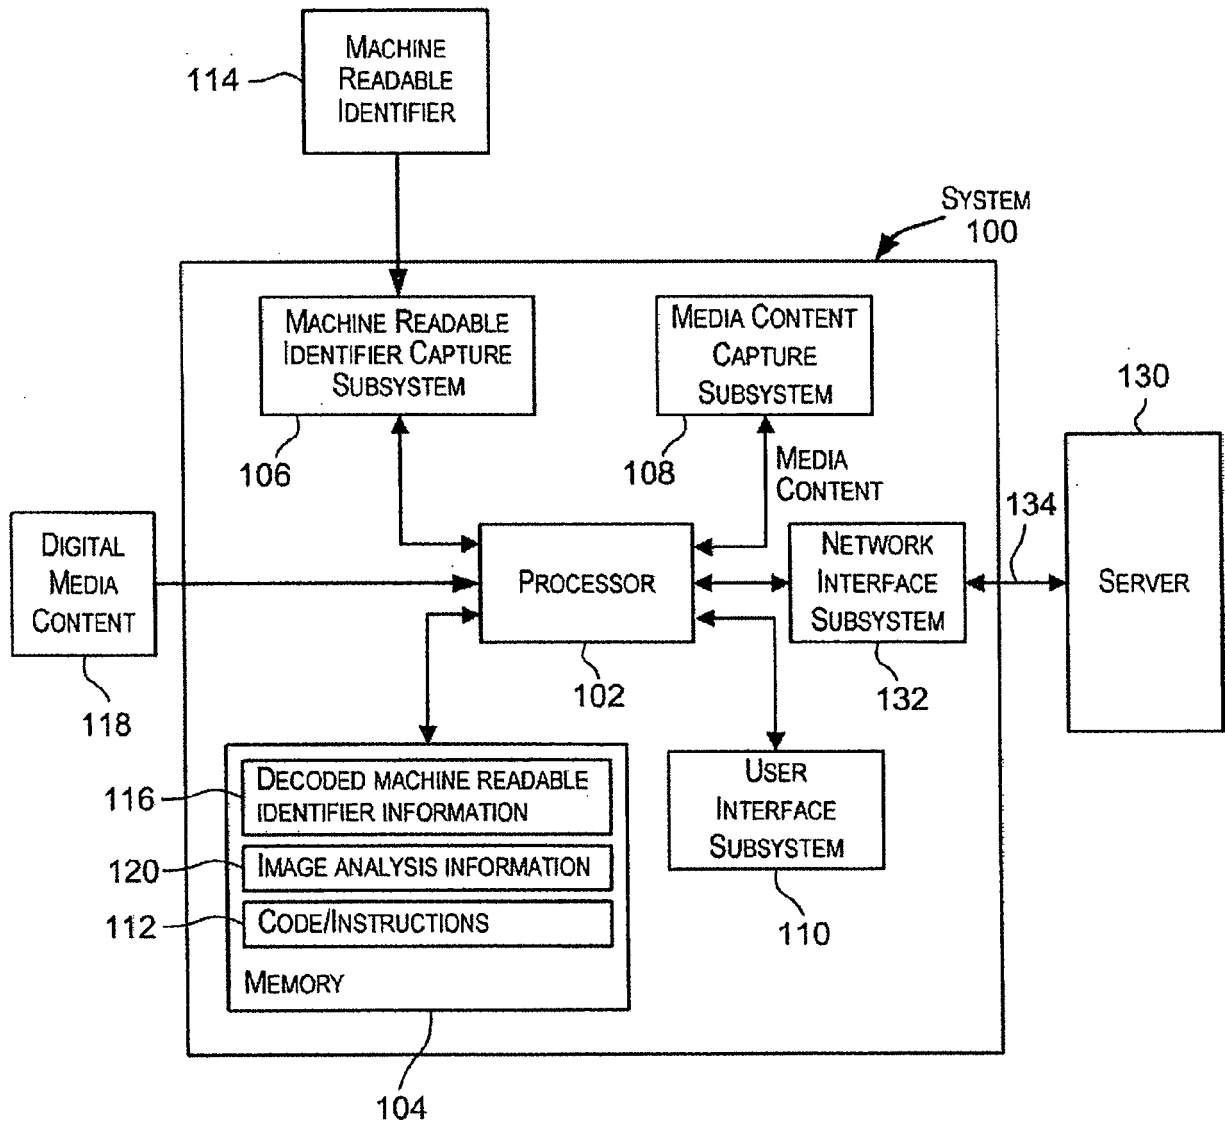 MACHINE
READABLE
IDENTIFIER
114
SYSTEM
100
MACHINE READABLE
IDENTIFIER CAPTURE
SUBSYSTEM
106
MEDIA CONTENT
CAPTURE
SUBSYSTEM
108
MEDIA
CONTENT
130
SERVER
134
DIGITAL
MEDIA
CONTENT
118
PROCESSOR
102
NETWORK
INTERFACE
SUBSYSTEM
132
116
DECODED MACHINE READABLE
IDENTIFIER INFORMATION
120
IMAGE ANALYSIS INFORMATION
112
CODE/INSTRUCTIONS
MEMORY
104
USER
INTERFACE
SUBSYSTEM
110